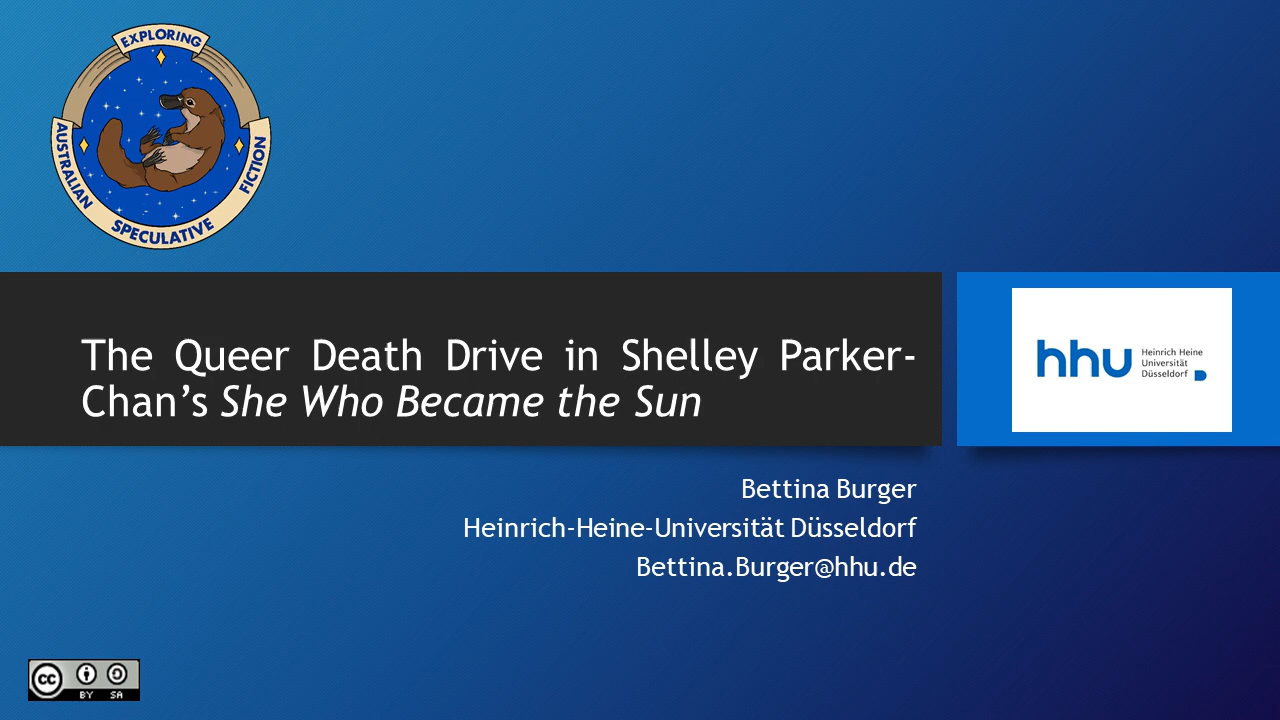 EXPLORING
AUSTRALIAN
SPECULATIVE
FICTION
The Queer Death Drive in Shelley Parker-
Chan’s She Who Became the Sun
hhu
Heinrich Heine
Universität
Düsseldorf
Bettina Burger
Heinrich-Heine-Universität Düsseldorf
Bettina.Burger@hhu.de
cc
BY SA